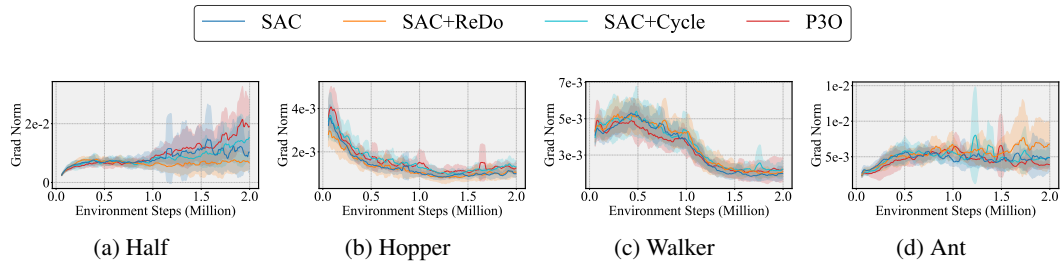 SAC SAC+ReDo SAC+Cycle P3O
Grad Norm
2e-2
0
0.0 0.5 1.0 1.5 2.0
Environment Steps (Million)
(a) Half
Grad Norm
4e-3
2e-3
0.0 0.5 1.0 1.5 2.0
Environment Steps (Million)
(b) Hopper
Grad Norm
7e-3
5e-3
3e-3
0.0 0.5 1.0 1.5 2.0
Environment Steps (Million)
(c) Walker
Grad Norm
1e-2
1e-2
5e-3
0.0 0.5 1.0 1.5 2.0
Environment Steps (Million)
(d) Ant